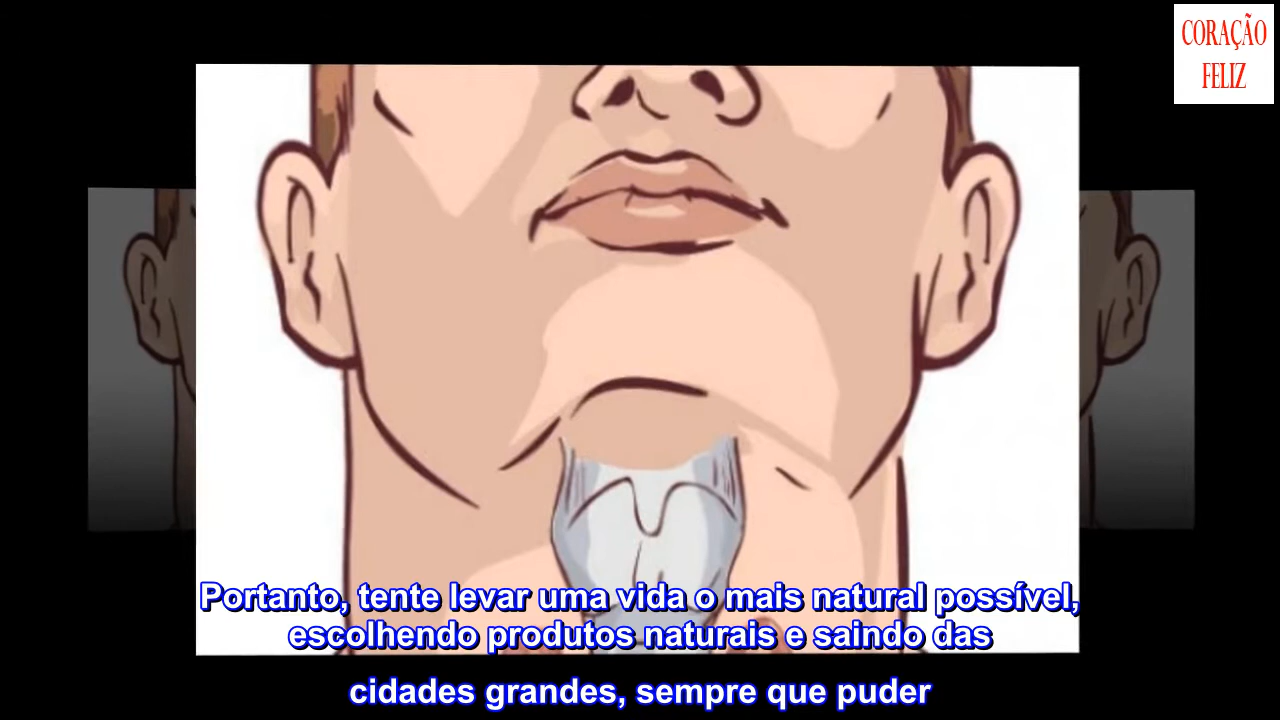 CORAÇÃO
FELIZ
Portanto, tente levar uma vida o mais natural possível,
escolhendo produtos naturais e saindo das
cidades grandes, sempre que puder